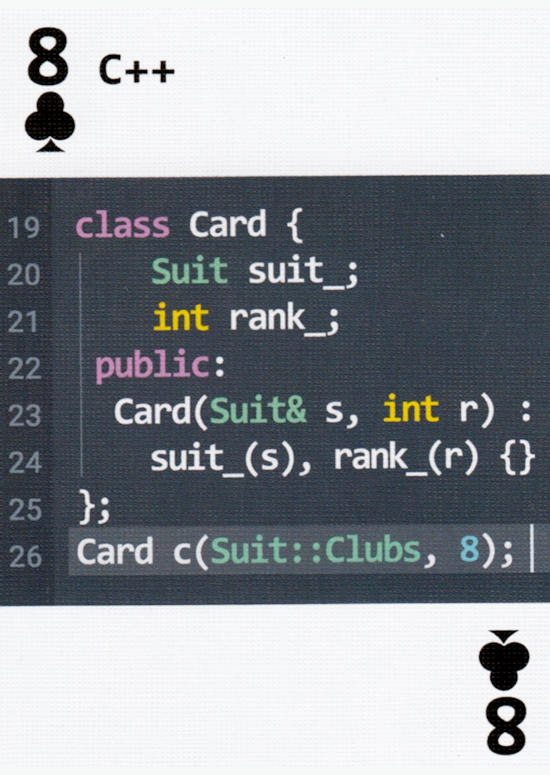 8 C++
19 class Card {
20 Suit suit_;
21 int rank_;
22 public:
23 Card(Suit& s, int r) :
24 suit_(s), rank_(r) {}
25 };
26 Card c(Suit::Clubs, 8);
8